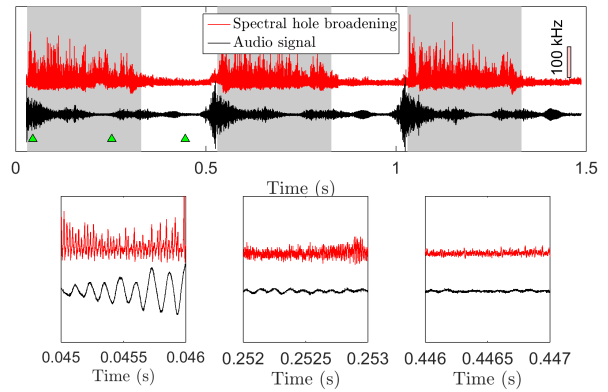 Spectral hole broadening
Audio signal
100 kHz
0 0.5 1 1.5
Time (s)
0.045 0.0455 0.046
Time (s)
0.252 0.2525 0.253
Time (s)
0.446 0.4465 0.447
Time (s)